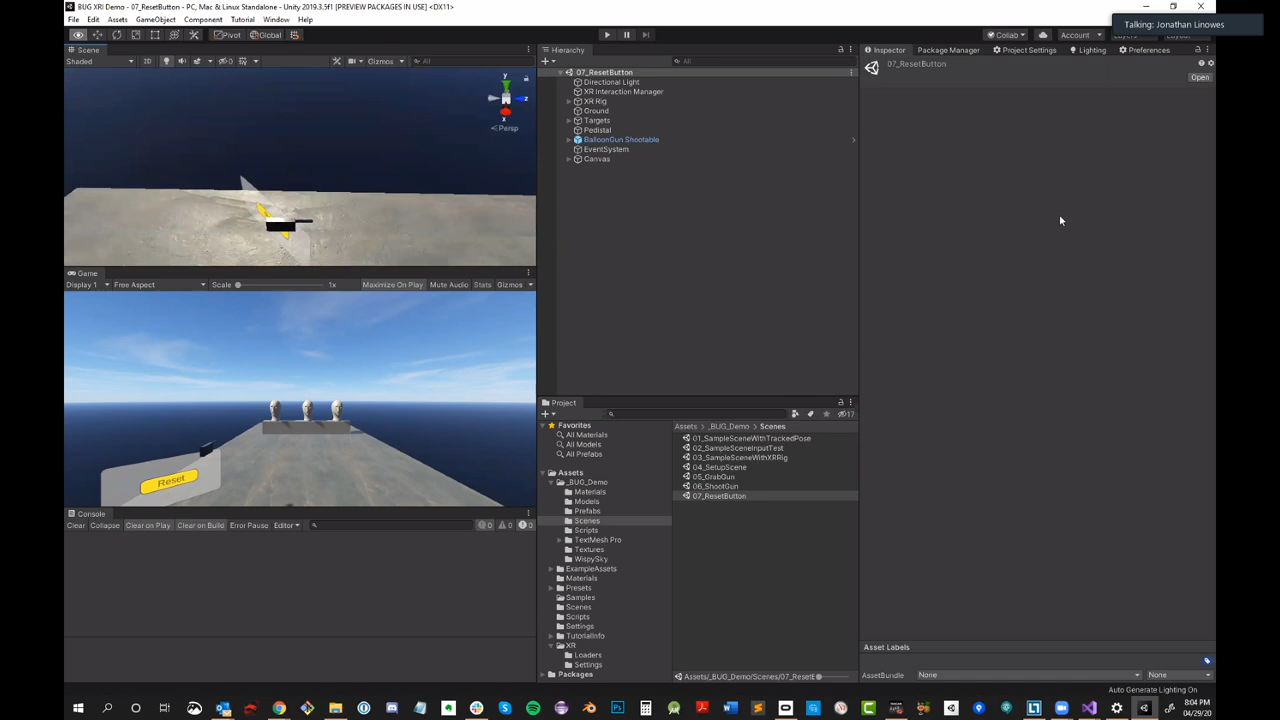 BUG XRI Demo - 07_ResetButton - PC, Mac & Linux Standalone - Unity 2019.3.5f1 [PREVIEW PACKAGES IN USE] <DX11>
File Edit Assets GameObject Component Tutorial Window Help
Talking: Jonathan Linowes
Pivot Global
Collab Account
Scene
Shaded 2D 0 Gizmos All
y
z
x
Persp
Game
Display 1 Free Aspect Scale 1x Maximize On Play Mute Audio Stats Gizmos
Reset
Console
Clear Collapse Clear on Play Clear on Build Error Pause Editor 0 0 0
Hierarchy
All
07_ResetButton
Directional Light
XR Interaction Manager
XR Rig
Ground
Targets
Pedistal
BalloonGun Shootable
EventSystem
Canvas
Project
17
Favorites
All Materials
All Models
All Prefabs
Assets
_BUG_Demo
Materials
Models
Prefabs
Scenes
Scripts
TextMesh Pro
Textures
WispySky
ExampleAssets
Materials
Presets
Samples
Scenes
Scripts
Settings
TutorialInfo
XR
Loaders
Settings
Packages
Assets _BUG_Demo Scenes
01_SampleSceneWithTrackedPose
02_SampleSceneInputTest
03_SampleSceneWithXRRig
04_SetupScene
05_GrabGun
06_ShootGun
07_ResetButton
Assets/_BUG_Demo/Scenes/07_ResetB
Inspector Package Manager Project Settings Lighting Preferences
07_ResetButton
Open
Asset Labels
AssetBundle None None
Auto Generate Lighting On
8:04 PM
04/29/20